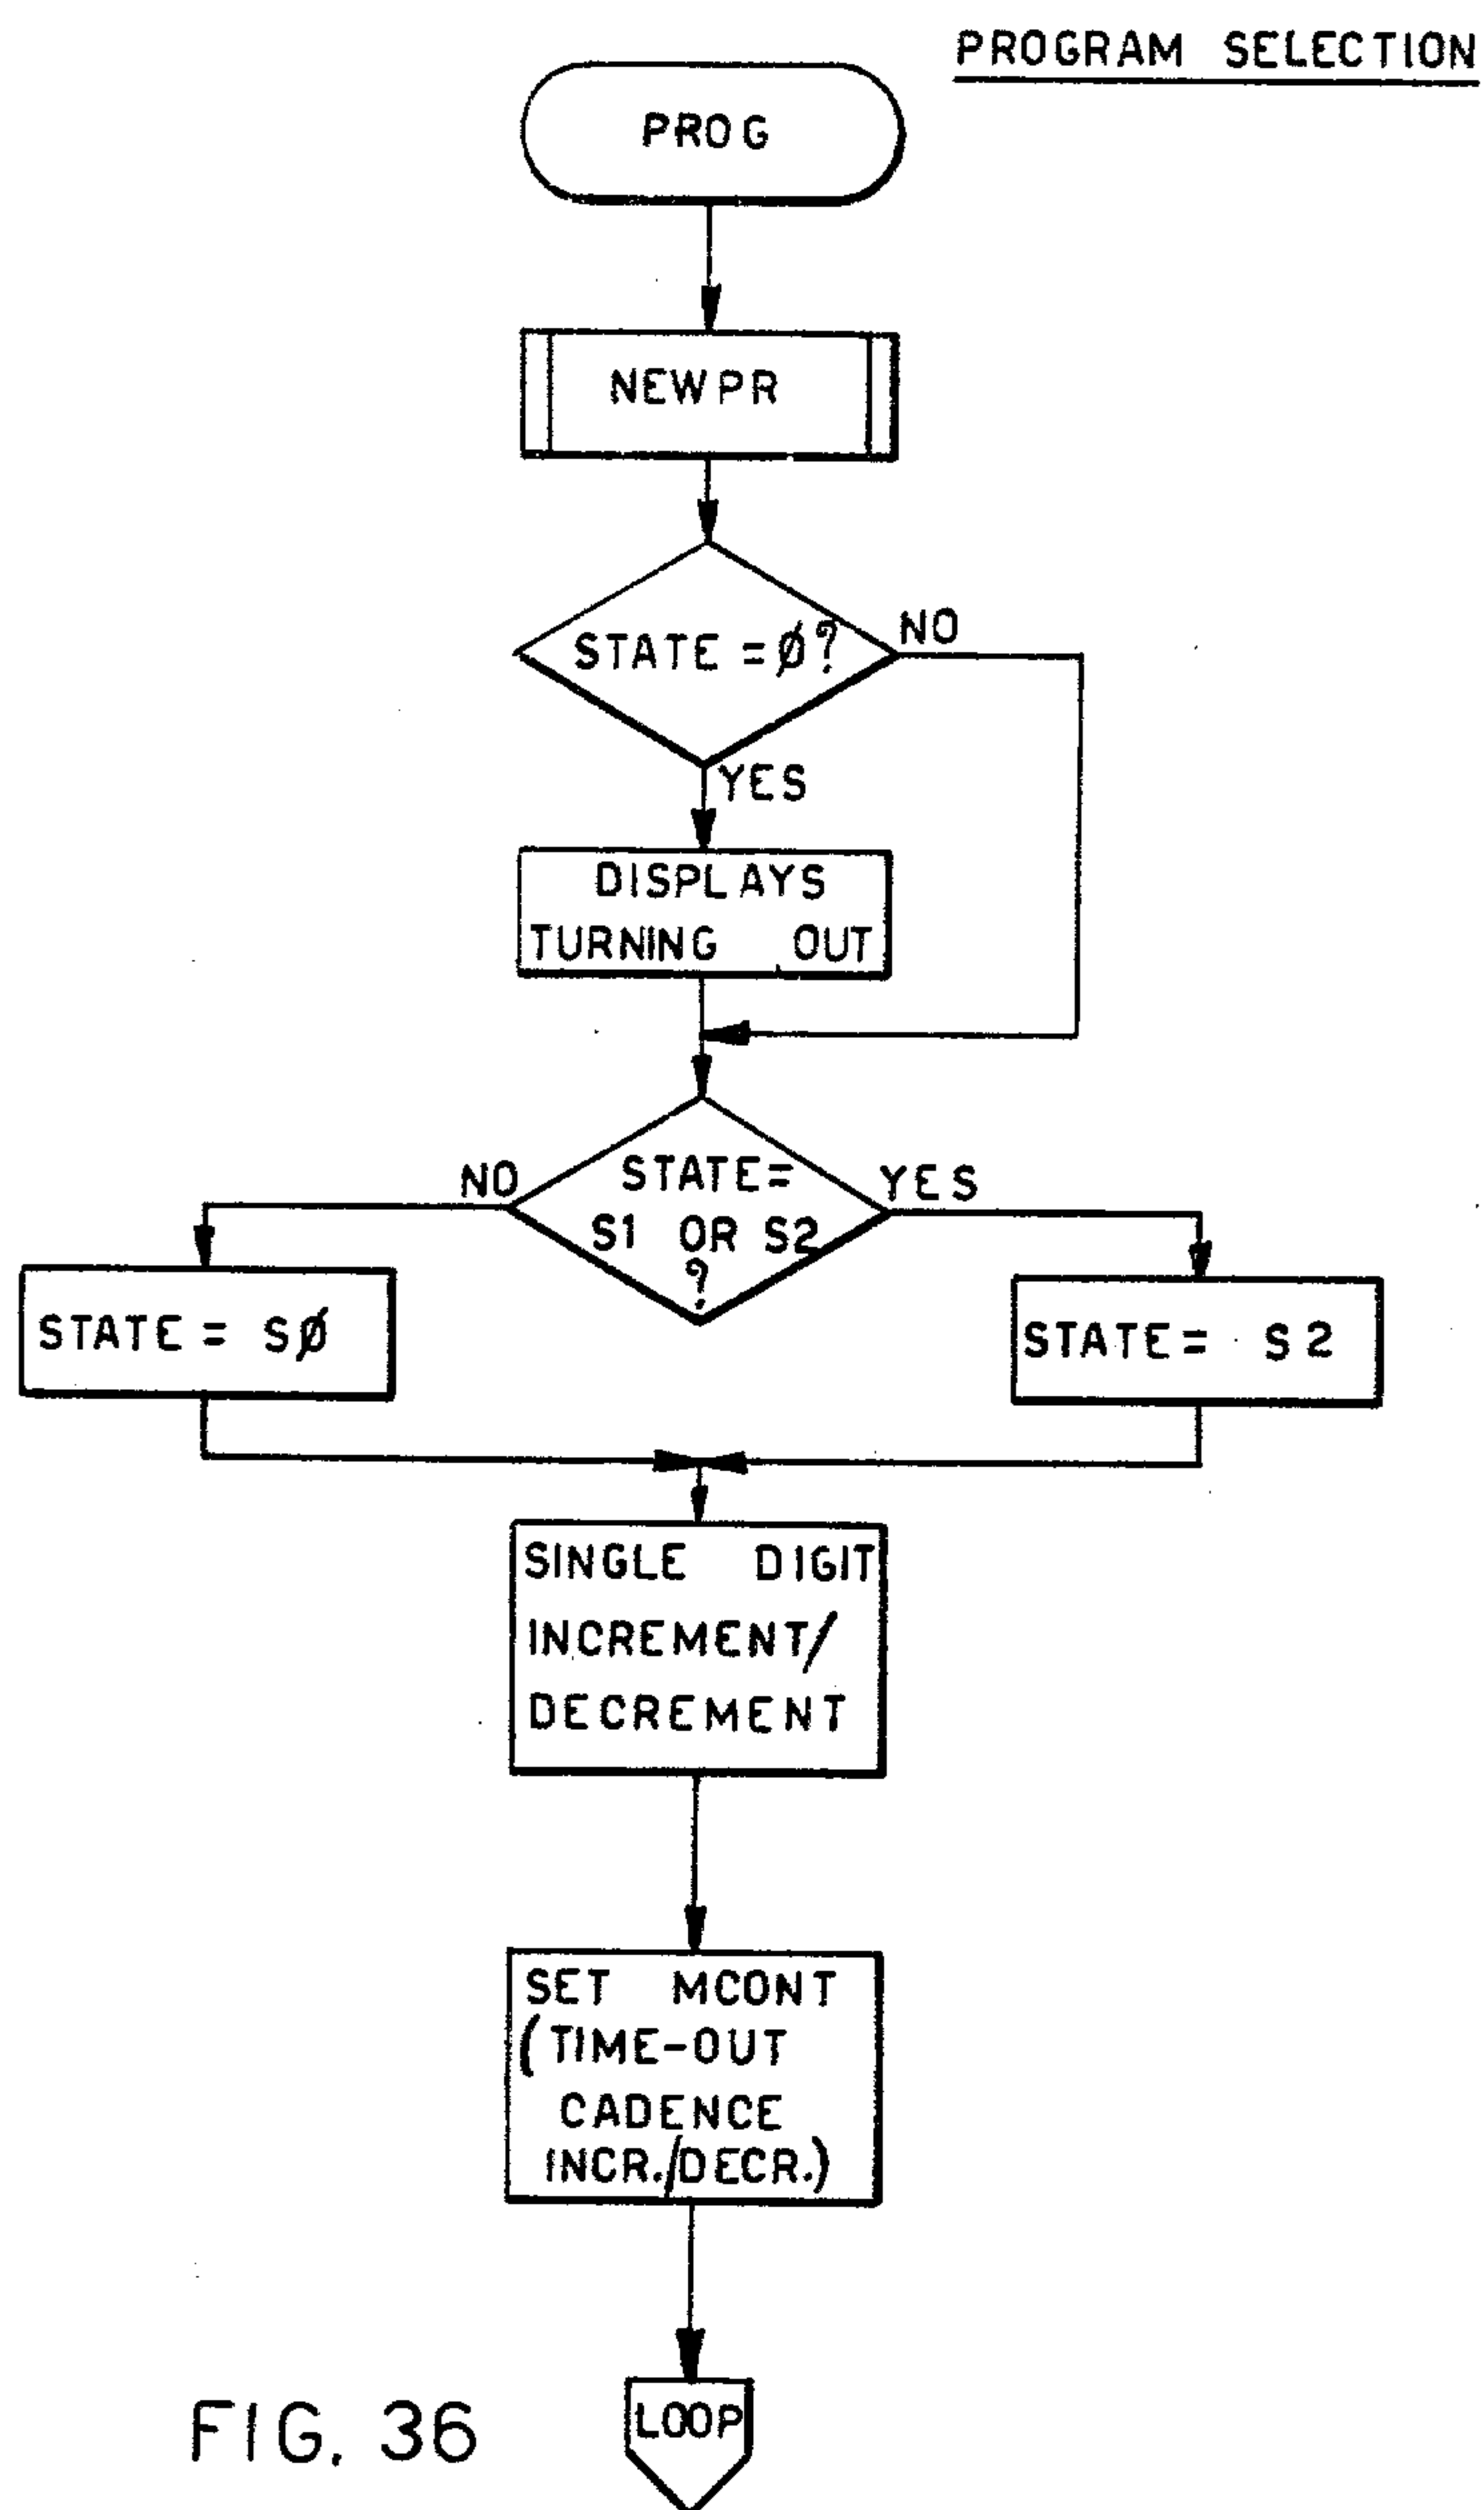 PROGRAM SELECTION
PROG
NEWPR
STATE = Ø?
NO
YES
DISPLAYS
TURNING OUT
NO
STATE=
S1 OR S2
?
YES
STATE = SØ
STATE= S2
SINGLE DIGIT
INCREMENT/
DECREMENT
SET MCONT
(TIME-OUT
CADENCE
INCR./DECR.)
LOOP
FIG. 36